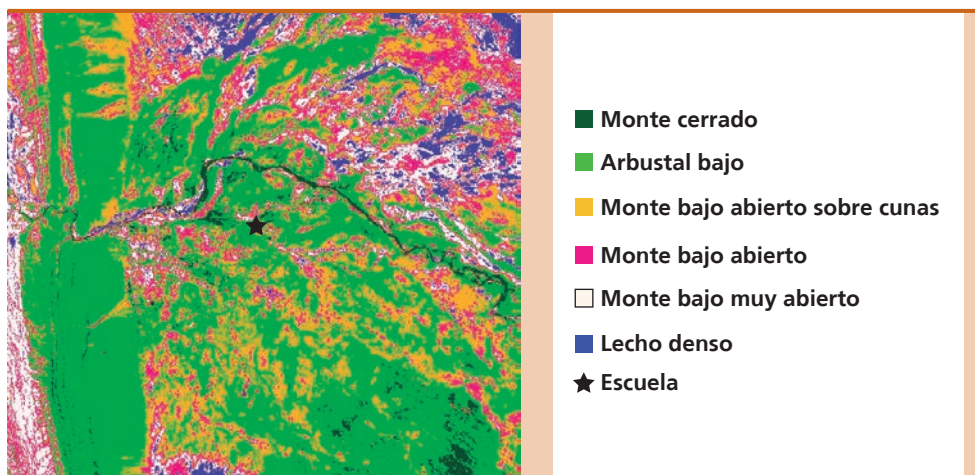 Monte cerrado
Arbustal bajo
Monte bajo abierto sobre cunas
Monte bajo abierto
Monte bajo muy abierto
Lecho denso
Escuela